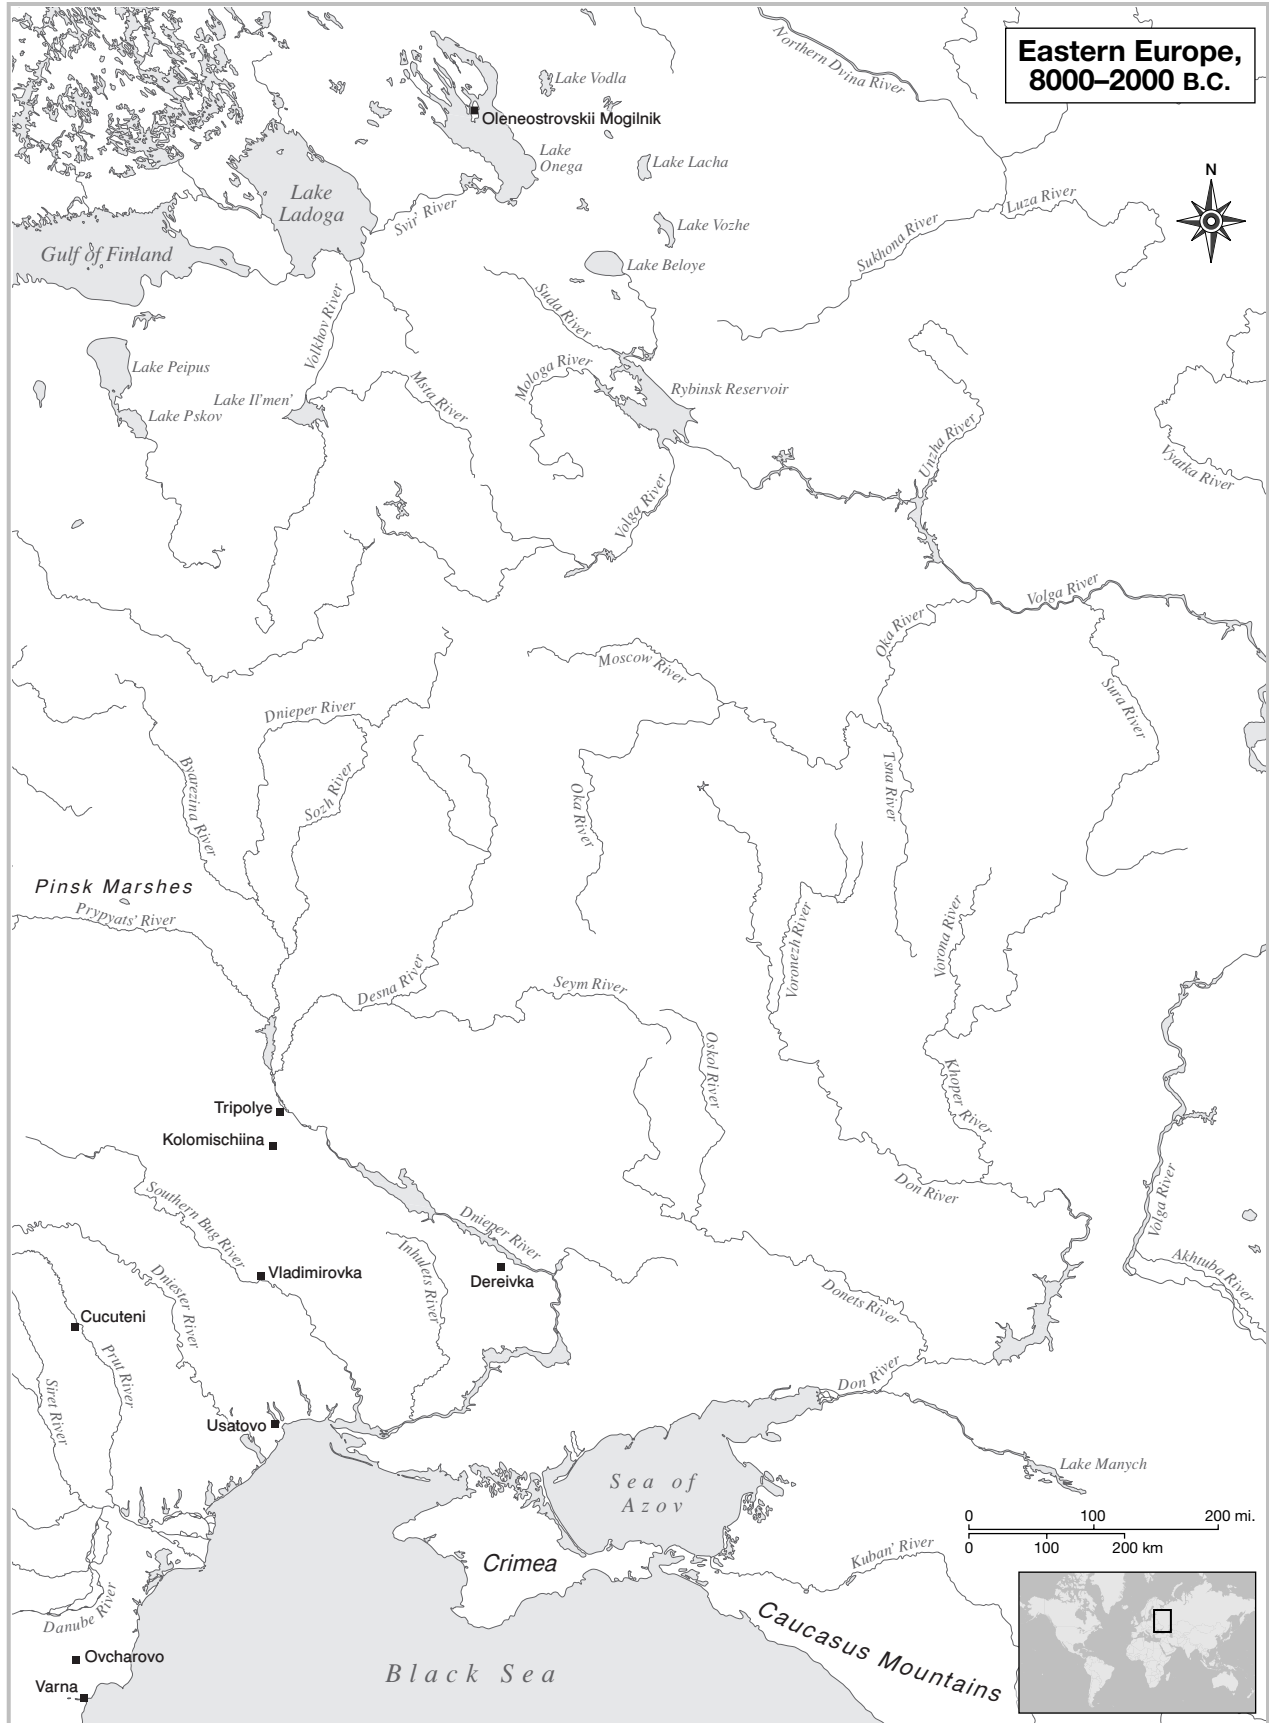 Eastern Europe,
8000–2000 B.C.
Northern Dvina River
Lake Vodla
Oleneostrovskii Mogilnik
Lake
Onega
Lake Lacha
N
Lake
Ladoga
Svir' River
Luza River
Lake Vozhe
Sukhona River
Gulf of Finland
Lake Beloye
Suda River
Volkhov River
Lake Peipus
Mologa River
Rybinsk Reservoir
Msta River
Lake Il'men'
Lake Pskov
Unzha River
Vyatka River
Volga River
Volga River
Oka River
Moscow River
Sura River
Dnieper River
Byarezina River
Sozh River
Oka River
Tsna River
Pinsk Marshes
Prypyats' River
Voronezh River
Vorona River
Desna River
Seym River
Oskol River
Khoper River
Tripolye
Kolomischiina
Don River
Volga River
Southern Bug River
Dnieper River
Inhulets River
Vladimirovka
Dereivka
Akhtuba River
Dniester River
Donets River
Cucuteni
Prut River
Siret River
Don River
Usatovo
Lake Manych
Sea of
Azov
0 100 200 mi.
0 100 200 km
Crimea
Kuban' River
Danube River
Caucasus Mountains
Ovcharovo
Black Sea
Varna